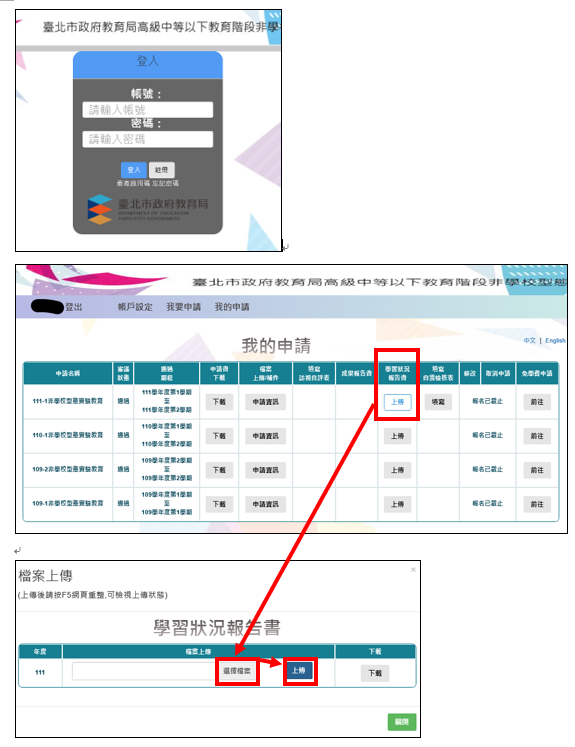 臺北市政府教育局高級中等以下教育階段非學
登入
帳號：
請輸入帳號
密碼：
請輸入密碼
登入 註冊
重寄啟用碼 忘記密碼
臺北市政府教育局
DEPARTMENT OF EDUCATION
TAIPEI CITY GOVERNMENT
臺北市政府教育局高級中等以下教育階段非學校型態
登出 帳戶設定 我要申請 我的申請
中文 | English
我的申請
申請名稱 審議狀態 通過期程 申請書下載 檔案上傳/補件 填寫訪視自評表 成果報告書 學習狀況報告書 填寫自我檢核表 修改 取消申請 免學費申請
111-1非學校型態實驗教育 通過 111學年度第1學期 至 111學年度第2學期 下載 申請資訊 上傳 填寫 報名已截止 前往
110-1非學校型態實驗教育 通過 110學年度第1學期 至 110學年度第2學期 下載 申請資訊 上傳 報名已截止 前往
109-2非學校型態實驗教育 通過 109學年度第2學期 至 109學年度第2學期 下載 申請資訊 上傳 報名已截止 前往
109-1非學校型態實驗教育 通過 109學年度第1學期 至 109學年度第1學期 下載 申請資訊 上傳 報名已截止 前往
檔案上傳 ×
(上傳後請按F5網頁重整,可檢視上傳狀態)
學習狀況報告書
年度 檔案上傳 下載
111 選擇檔案 上傳 下載
關閉